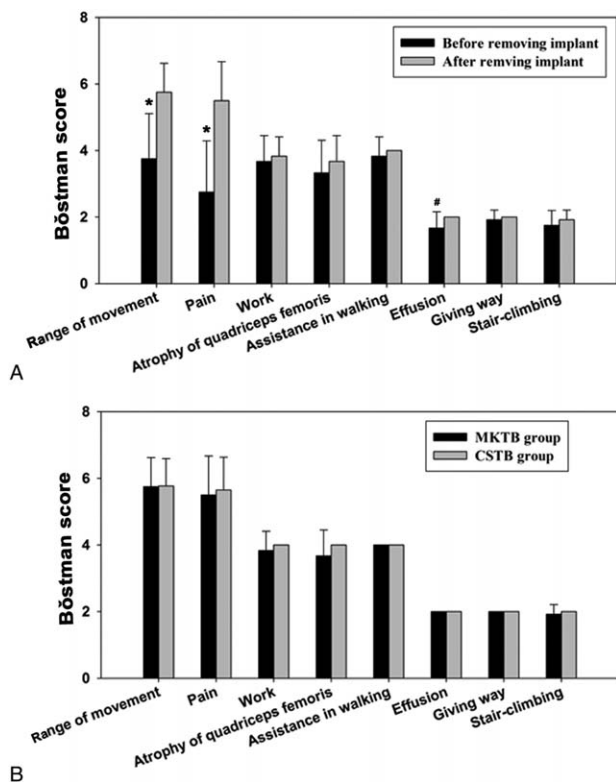 8
6
4
2
0
Bǒstman score
Before removing implant
After remving implant
*
*
#
Range of movement
Pain
Work
Atrophy of quadriceps femoris
Assistance in walking
Effusion
Giving way
Stair-climbing
A
8
6
4
2
0
Bǒstman score
MKTB group
CSTB group
Range of movement
Pain
Work
Atrophy of quadriceps femoris
Assistance in walking
Effusion
Giving way
Stair-climbing
B